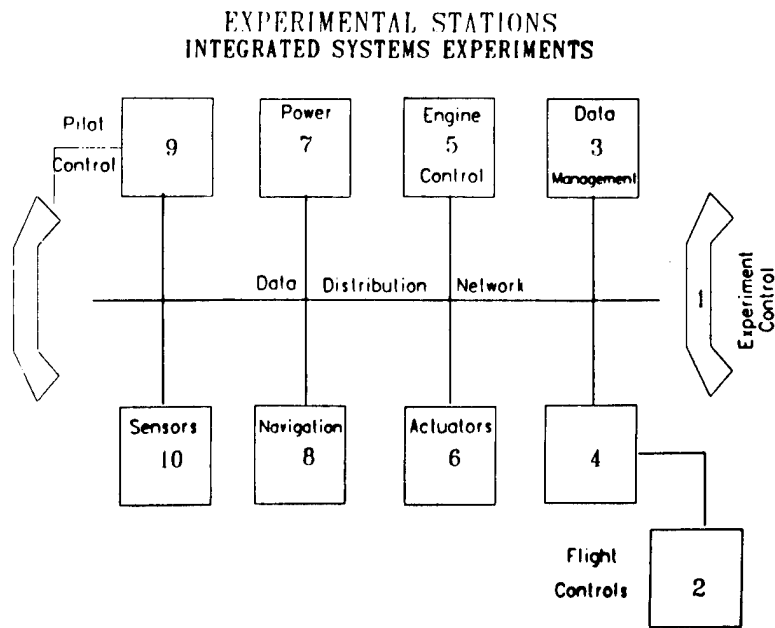 EXPERIMENTAL STATIONS
INTEGRATED SYSTEMS EXPERIMENTS
Pilot
Control
9
Power
7
Engine
5
Control
Data
3
Management
Data Distribution Network
1
Experiment
Control
Sensors
10
Navigation
8
Actuators
6
4
Flight
Controls
2